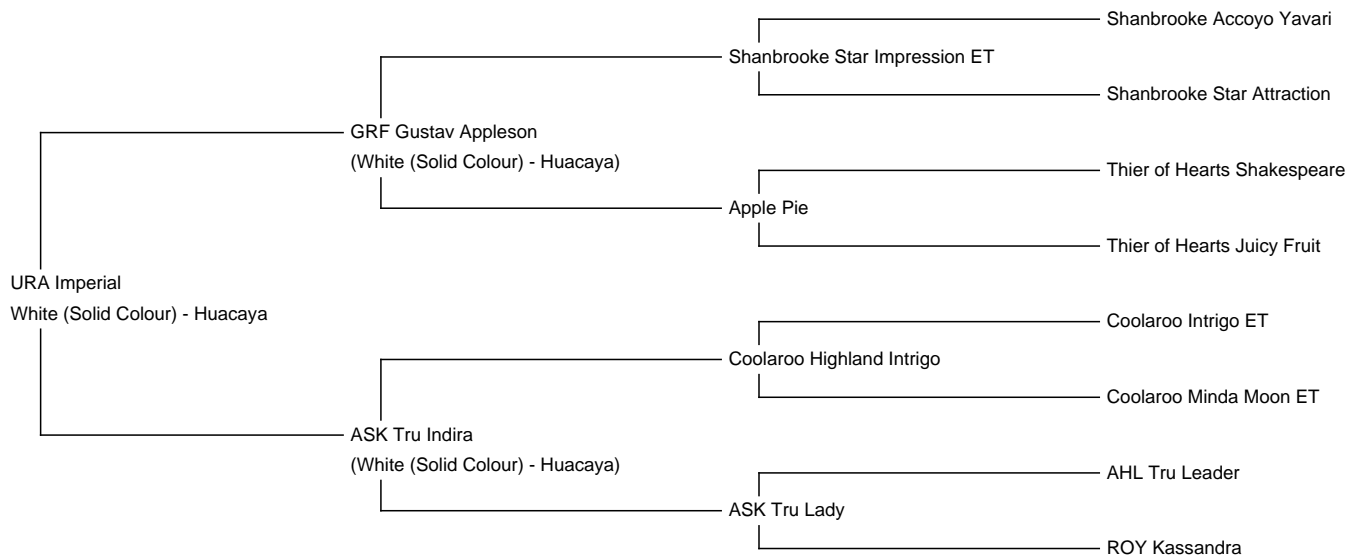 Shanbrooke Accoyo Yavari
Shanbrooke Star Impression ET
Shanbrooke Star Attraction
GRF Gustav Appleson
(White (Solid Colour) - Huacaya)
Thier of Hearts Shakespeare
Apple Pie
Thier of Hearts Juicy Fruit
URA Imperial
White (Solid Colour) - Huacaya
Coolaroo Intrigo ET
Coolaroo Highland Intrigo
Coolaroo Minda Moon ET
ASK Tru Indira
(White (Solid Colour) - Huacaya)
AHL Tru Leader
ASK Tru Lady
ROY Kassandra